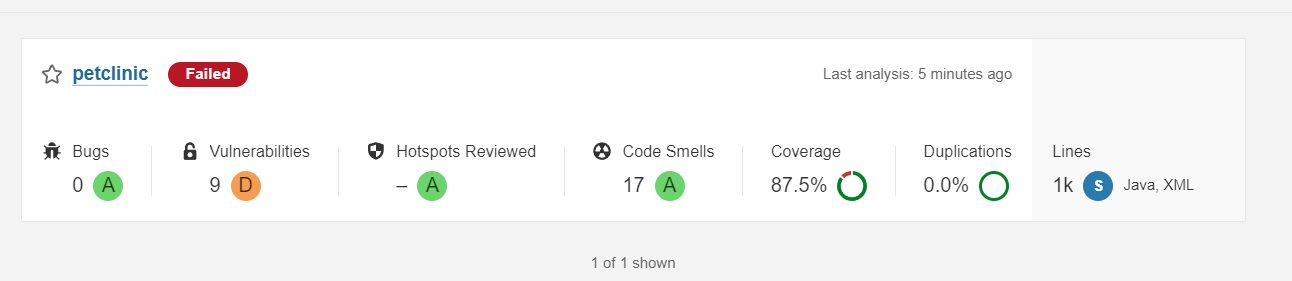 petclinic Failed Last analysis: 5 minutes ago
Bugs Vulnerabilities Hotspots Reviewed Code Smells Coverage Duplications Lines
0 A 9 D – A 17 A 87.5% 0.0% 1k S Java, XML
1 of 1 shown